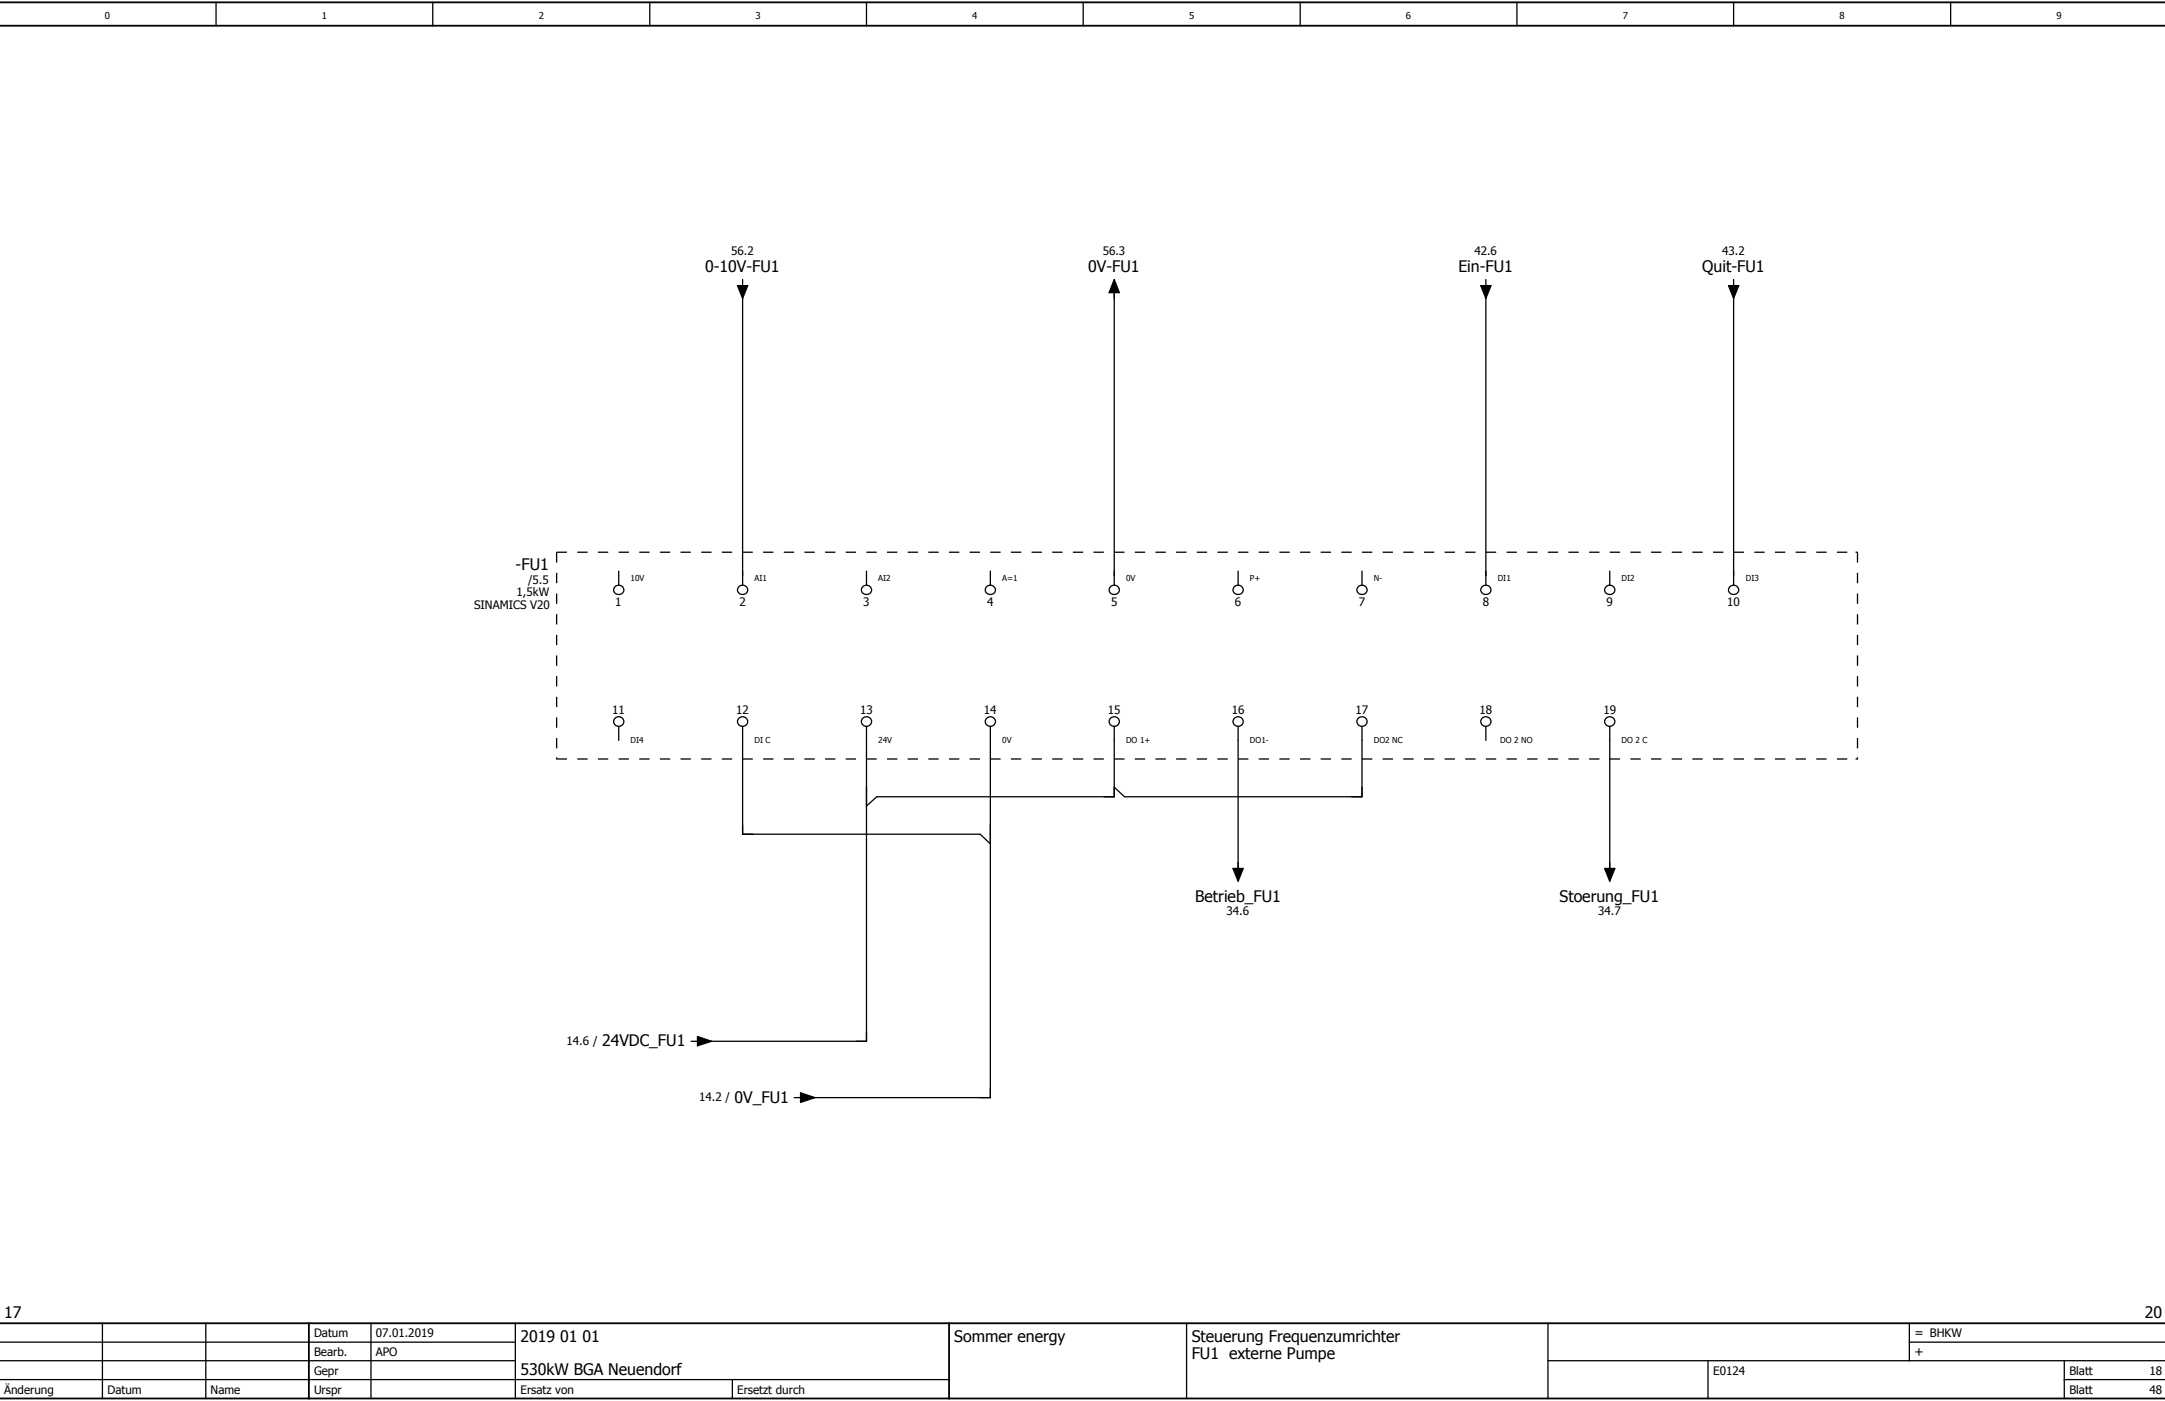 0 1 2 3 4 5 6 7 8 9
56.2 56.3 42.6 43.2
0-10V-FU1 0V-FU1 Ein-FU1 Quit-FU1
-FU1
/5.5
1,5kW
SINAMICS V20
10V AI1 AI2 A=1 0V P+ N- DI1 DI2 DI3
1 2 3 4 5 6 7 8 9 10
11 12 13 14 15 16 17 18 19
DI4 DI C 24V 0V DO 1+ DO1- DO2 NC DO 2 NO DO 2 C
Betrieb_FU1 Stoerung_FU1
34.6 34.7
14.6 / 24VDC_FU1
14.2 / 0V_FU1
17 20
Datum 07.01.2019 2019 01 01 Sommer energy Steuerung Frequenzumrichter = BHKW
Bearb. APO FU1 externe Pumpe +
Gepr 530kW BGA Neuendorf E0124 Blatt 18
Änderung Datum Name Urspr Ersatz von Ersetzt durch Blatt 48